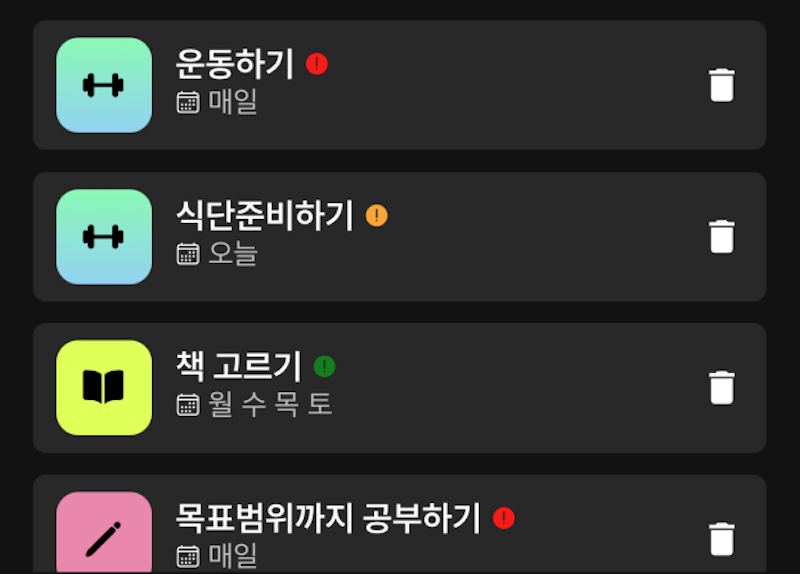 운동하기
매일
식단준비하기
오늘
책 고르기
월 수 목 토
목표범위까지 공부하기
매일